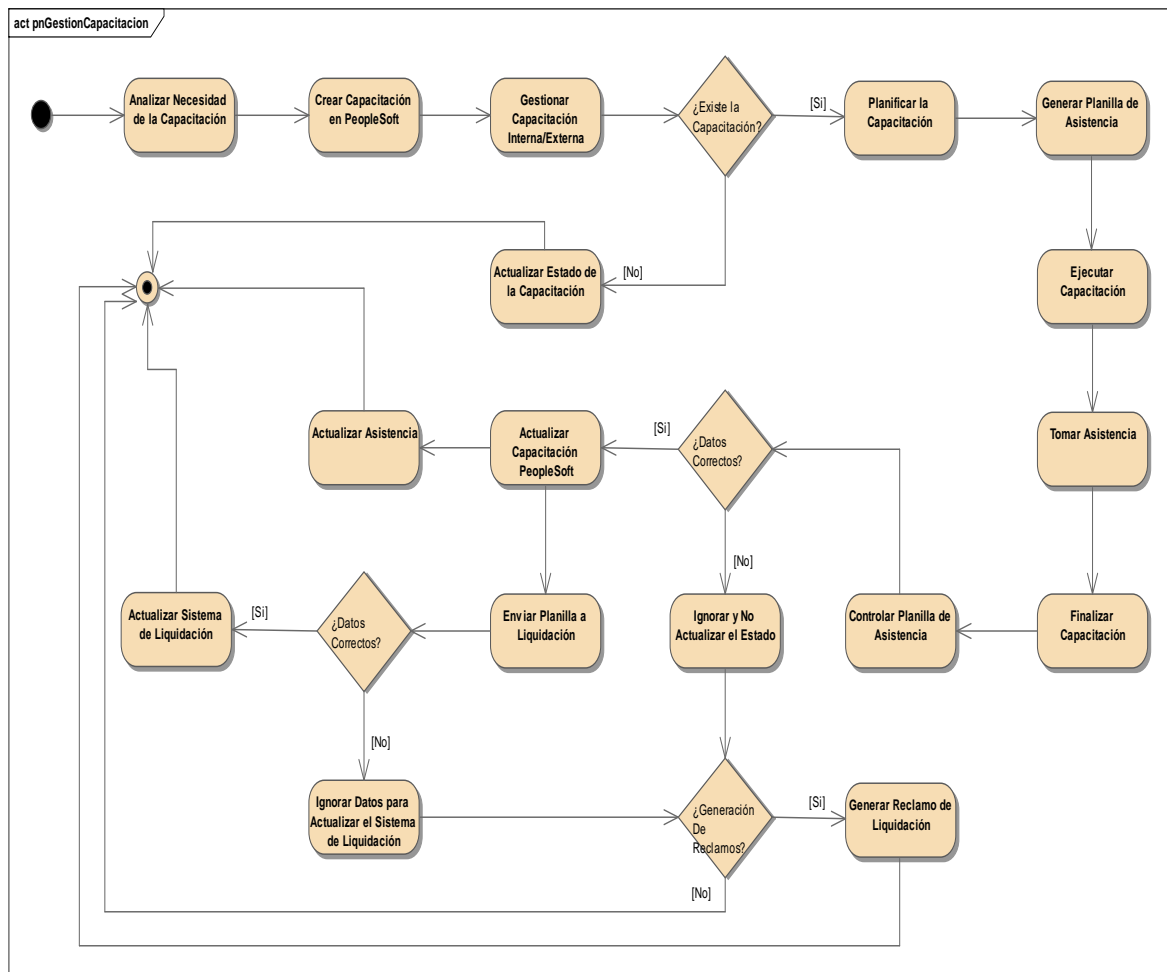 act pnGestionCapacitacion
Analizar Necesidad
de la Capacitación
Crear Capacitación
en PeopleSoft
Gestionar
Capacitación
Interna/Externa
¿Existe la
Capacitación?
[Si]
Planificar la
Capacitación
Generar Planilla de
Asistencia
Actualizar Estado de
la Capacitación
[No]
Ejecutar
Capacitación
Actualizar Asistencia
Actualizar
Capacitación
PeopleSoft
[Si]
¿Datos
Correctos?
Tomar Asistencia
[No]
Actualizar Sistema
de Liquidación
[Si]
¿Datos
Correctos?
Enviar Planilla a
Liquidación
Ignorar y No
Actualizar el Estado
Controlar Planilla de
Asistencia
Finalizar
Capacitación
[No]
Ignorar Datos para
Actualizar el Sistema
de Liquidación
¿Generación
De
Reclamos?
[Si]
Generar Reclamo de
Liquidación
[No]